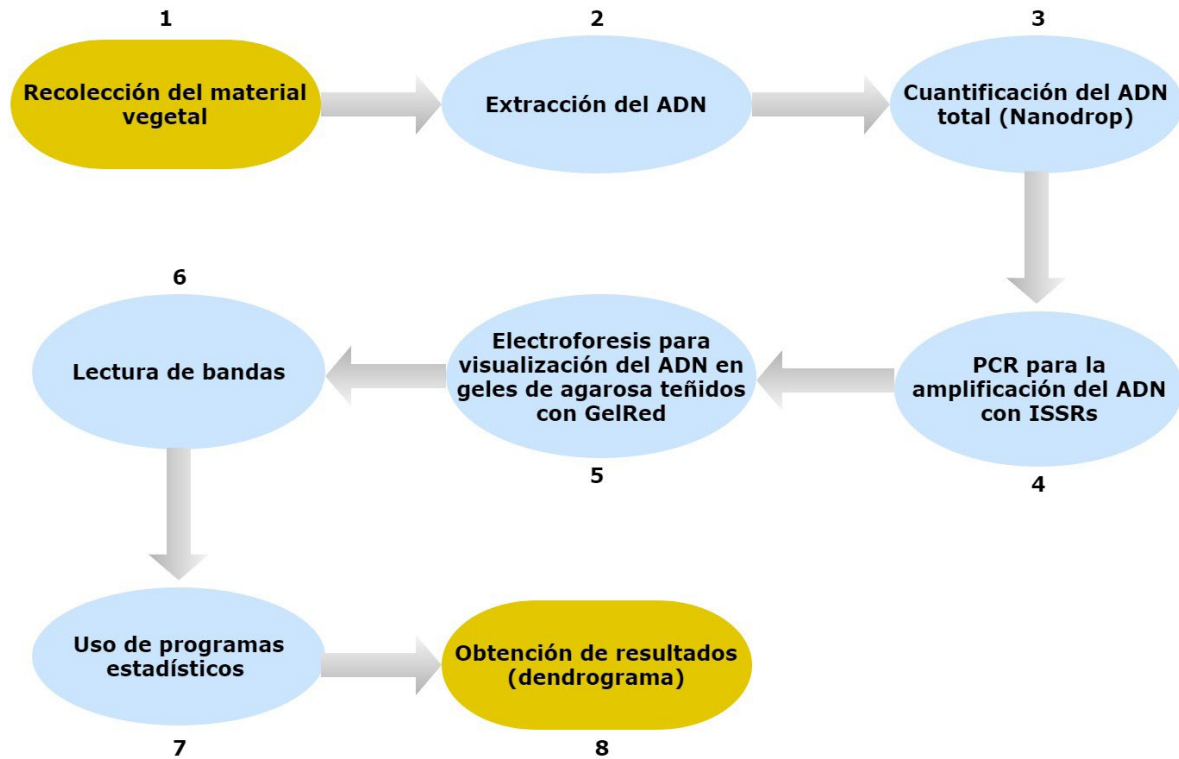 1
Recolección del material
vegetal
2
Extracción del ADN
3
Cuantificación del ADN
total (Nanodrop)
4
PCR para la
amplificación del ADN
con ISSRs
5
Electroforesis para
visualización del ADN en
geles de agarosa teñidos
con GelRed
6
Lectura de bandas
7
Uso de programas
estadísticos
8
Obtención de resultados
(dendrograma)